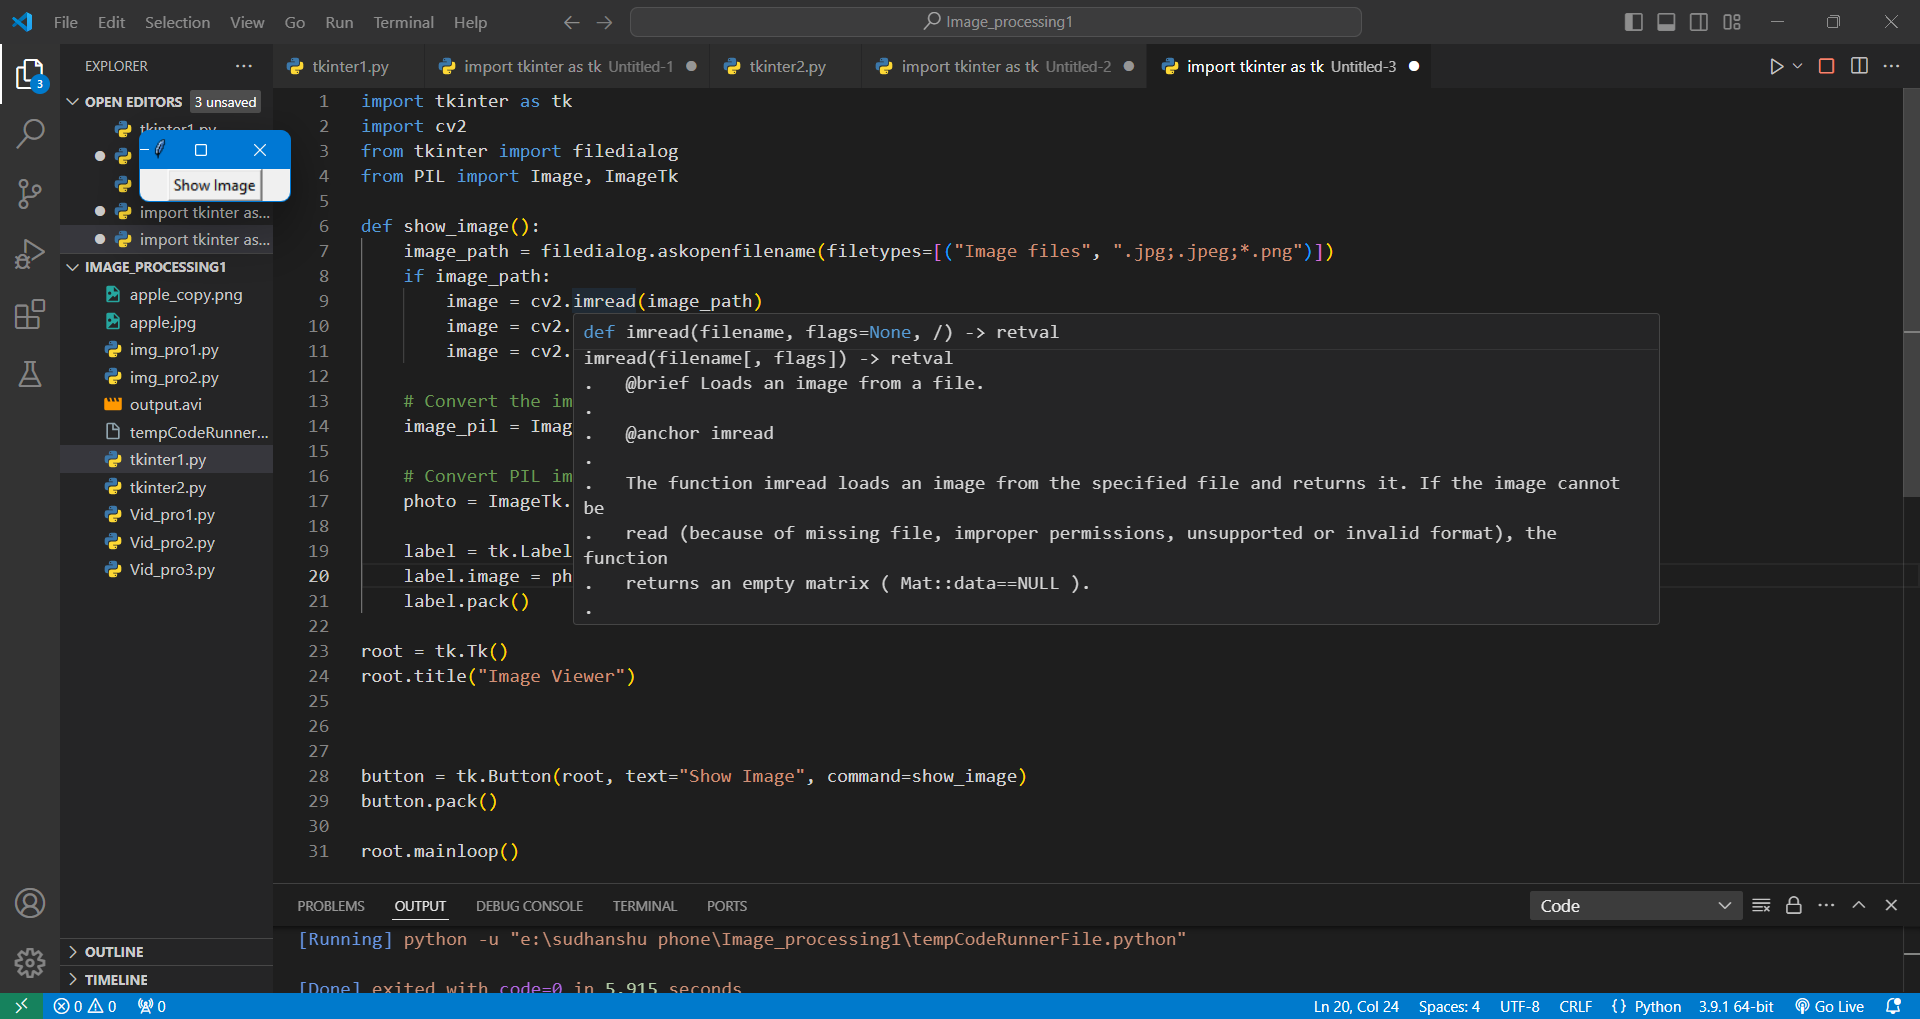 File Edit Selection View Go Run Terminal Help
Image_processing1
EXPLORER
3
OPEN EDITORS 3 unsaved
tkinter1.py
import tkinter as...
import tkinter as...
Show Image
IMAGE_PROCESSING1
apple_copy.png
apple.jpg
img_pro1.py
img_pro2.py
output.avi
tempCodeRunner...
tkinter1.py
tkinter2.py
Vid_pro1.py
Vid_pro2.py
Vid_pro3.py
OUTLINE
TIMELINE
tkinter1.py
import tkinter as tk Untitled-1
tkinter2.py
import tkinter as tk Untitled-2
import tkinter as tk Untitled-3
1 import tkinter as tk
2 import cv2
3 from tkinter import filedialog
4 from PIL import Image, ImageTk
5
6 def show_image():
7 image_path = filedialog.askopenfilename(filetypes=[("Image files", ".jpg;.jpeg;*.png")])
8 if image_path:
9 image = cv2.imread(image_path)
10 image = cv2.
11 image = cv2.
12
13 # Convert the im
14 image_pil = Imag
15
16 # Convert PIL im
17 photo = ImageTk.
18
19 label = tk.Label
20 label.image = ph
21 label.pack()
22
23 root = tk.Tk()
24 root.title("Image Viewer")
25
26
27
28 button = tk.Button(root, text="Show Image", command=show_image)
29 button.pack()
30
31 root.mainloop()
def imread(filename, flags=None, /) -> retval
imread(filename[, flags]) -> retval
. @brief Loads an image from a file.
.
. @anchor imread
.
. The function imread loads an image from the specified file and returns it. If the image cannot
be
. read (because of missing file, improper permissions, unsupported or invalid format), the
function
. returns an empty matrix ( Mat::data==NULL ).
.
PROBLEMS OUTPUT DEBUG CONSOLE TERMINAL PORTS
Code
[Running] python -u "e:\sudhanshu phone\Image_processing1\tempCodeRunnerFile.python"
[Done] exited with code=0 in 5.915 seconds
0 0 0
Ln 20, Col 24 Spaces: 4 UTF-8 CRLF {} Python 3.9.1 64-bit Go Live